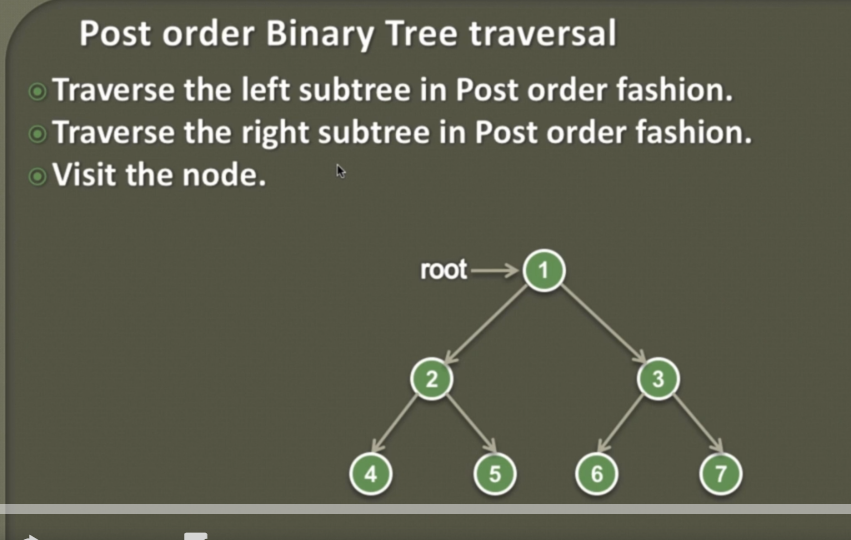 Post order Binary Tree traversal
Traverse the left subtree in Post order fashion.
Traverse the right subtree in Post order fashion.
Visit the node.
root 1
2 3
4 5 6 7